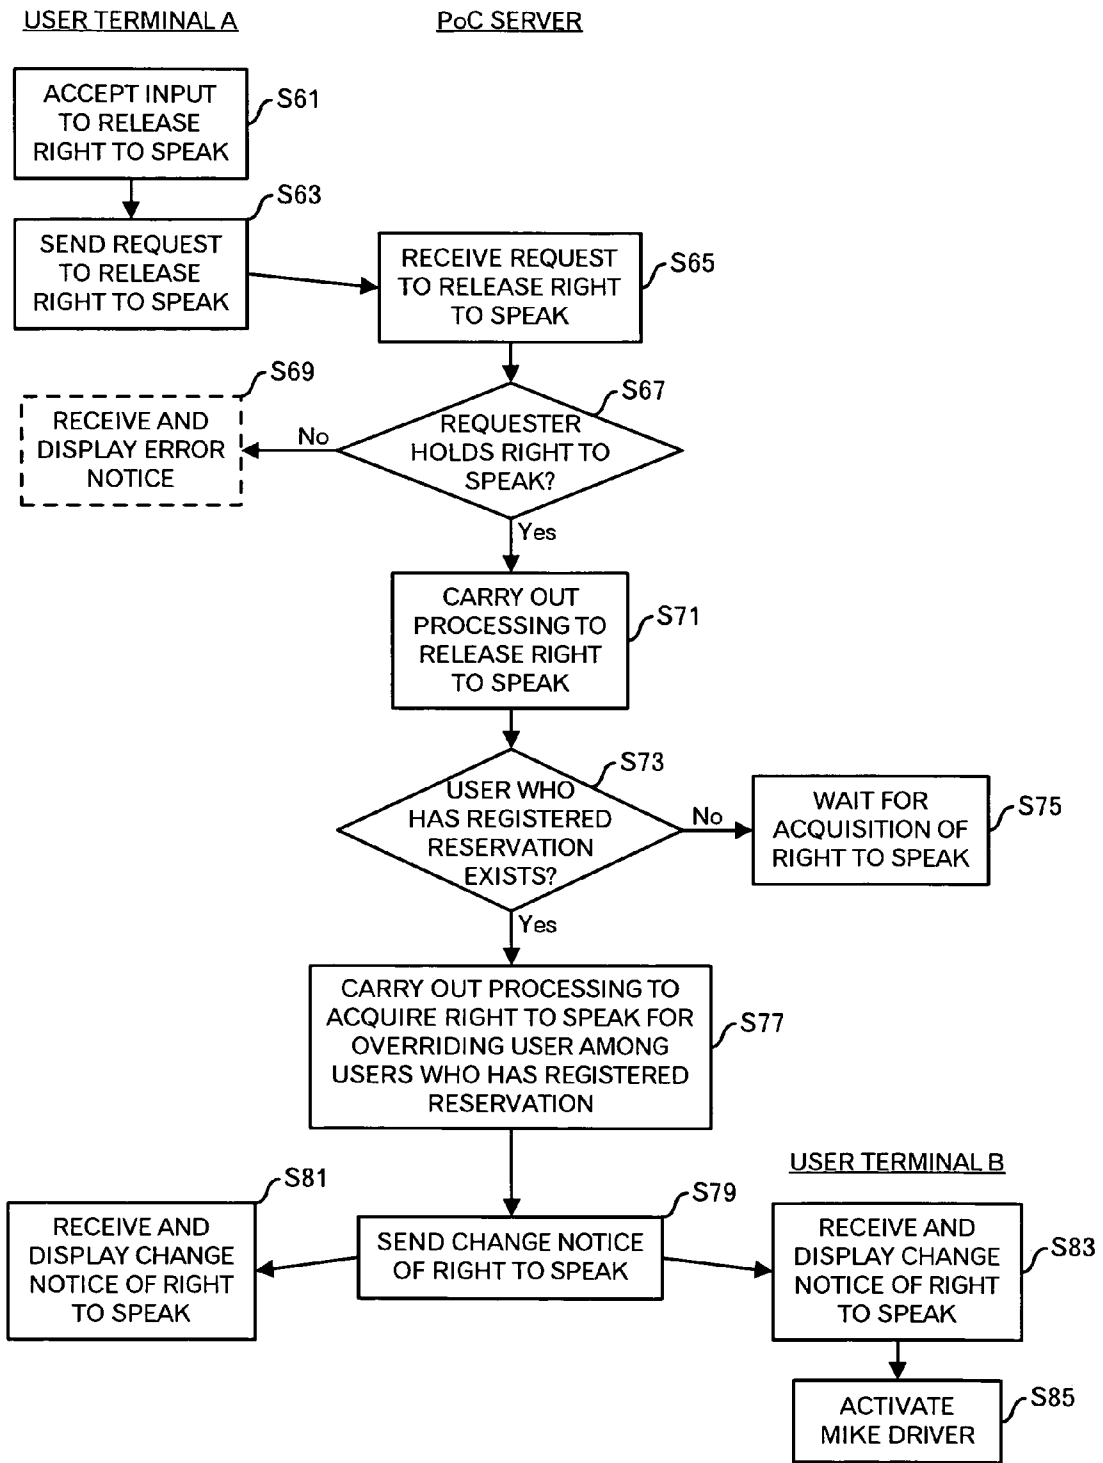 USER TERMINAL A
PoC SERVER
ACCEPT INPUT
TO RELEASE
RIGHT TO SPEAK
S61
SEND REQUEST
TO RELEASE
RIGHT TO SPEAK
S63
RECEIVE REQUEST
TO RELEASE RIGHT
TO SPEAK
S65
REQUESTER
HOLDS RIGHT TO
SPEAK?
S67
No
RECEIVE AND
DISPLAY ERROR
NOTICE
S69
Yes
CARRY OUT
PROCESSING TO
RELEASE RIGHT
TO SPEAK
S71
USER WHO
HAS REGISTERED
RESERVATION
EXISTS?
S73
No
WAIT FOR
ACQUISITION OF
RIGHT TO SPEAK
S75
Yes
CARRY OUT PROCESSING TO
ACQUIRE RIGHT TO SPEAK FOR
OVERRIDING USER AMONG
USERS WHO HAS REGISTERED
RESERVATION
S77
SEND CHANGE NOTICE
OF RIGHT TO SPEAK
S79
RECEIVE AND
DISPLAY CHANGE
NOTICE OF RIGHT
TO SPEAK
S81
USER TERMINAL B
RECEIVE AND
DISPLAY CHANGE
NOTICE OF RIGHT
TO SPEAK
S83
ACTIVATE
MIKE DRIVER
S85